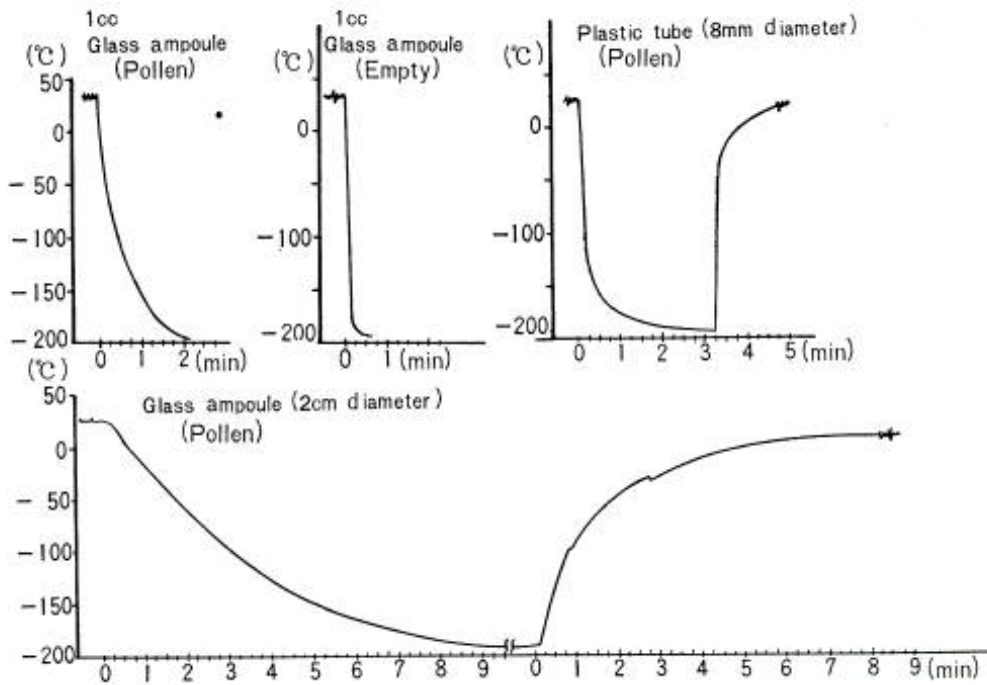 1cc
Glass ampoule
(Pollen)
(℃)
50
0
− 50
−100
−150
−200
0 1 2 (min)
1cc
Glass ampoule
(Empty)
(℃)
0
−100
−200
0 1 (min)
Plastic tube (8mm diameter)
(Pollen)
(℃)
0
−100
−200
0 1 2 3 4 5 (min)
(℃)
Glass ampoule (2cm diameter)
(Pollen)
50
0
− 50
−100
−150
−200
0 1 2 3 4 5 6 7 8 9 0 1 2 3 4 5 6 7 8 9 (min)